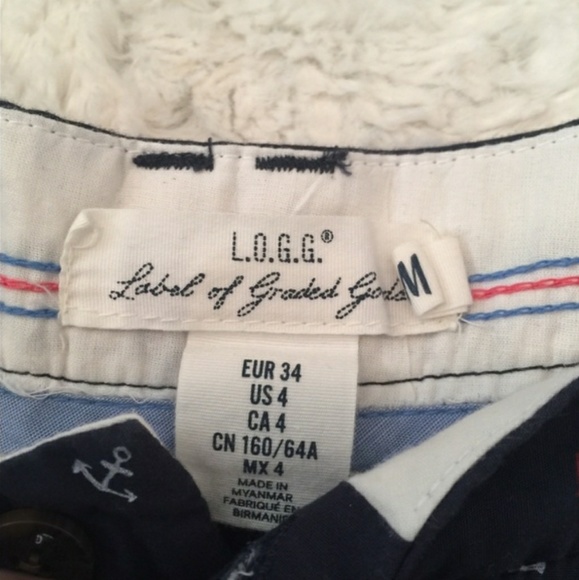 L.O.G.G.®
Label of Graded Goods
M
EUR 34
US 4
CA 4
CN 160/64A
MX 4
MADE IN
MYANMAR
FABRIQUÉ EN
BIRMANIE